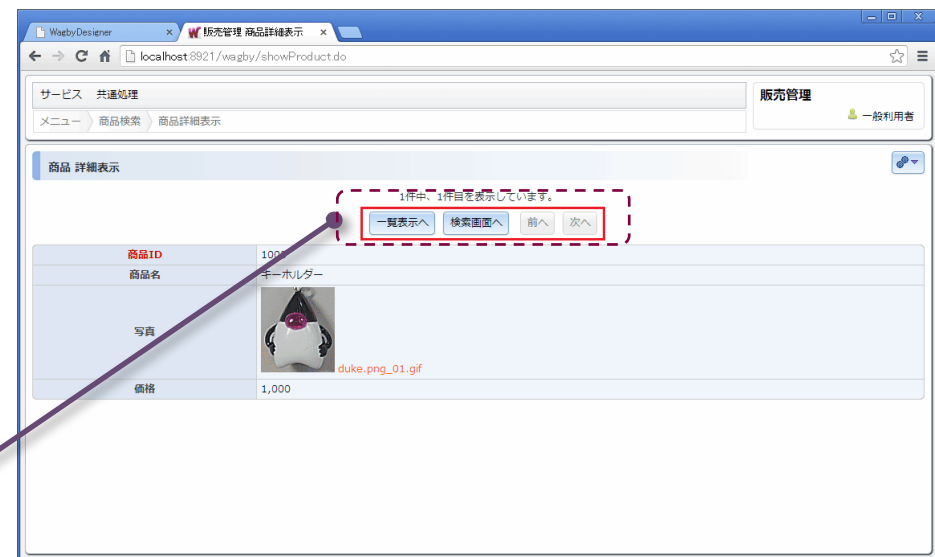 WagbyDesigner
販売管理 商品詳細表示
localhost:8921/wagby/showProduct.do
サービス 共通処理
メニュー 商品検索 商品詳細表示
販売管理
一般利用者
商品 詳細表示
1件中、1件目を表示しています。
一覧表示へ 検索画面へ 前へ 次へ
商品ID 1000
商品名 キーホルダー
写真 duke.png_01.gif
価格 1,000